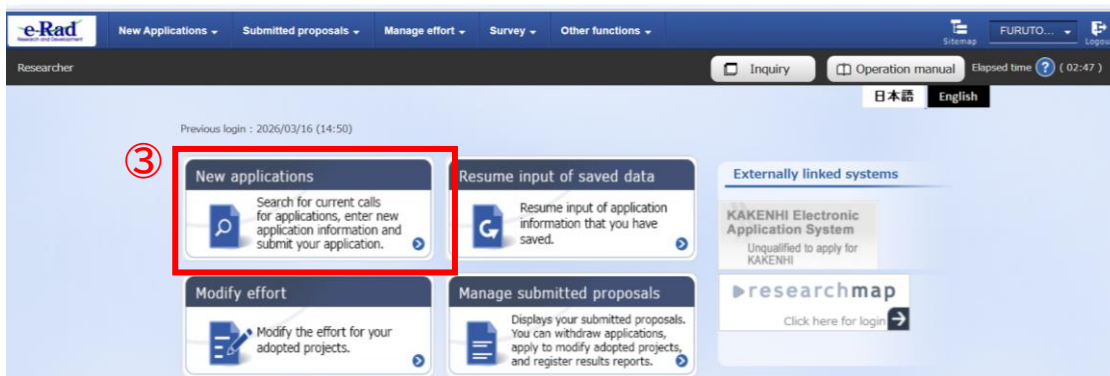 e-Rad
Research and Development
New Applications
Submitted proposals
Manage effort
Survey
Other functions
Sitemap
FURUTO...
Logou
Researcher
Inquiry
Operation manual
Elapsed time ? ( 02:47 )
日本語
English
Previous login : 2026/03/16 (14:50)
③
New applications
Search for current calls
for applications, enter new
application information and
submit your application.
Resume input of saved data
Resume input of application
information that you have
saved.
Externally linked systems
KAKENHI Electronic
Application System
Unqualified to apply for
KAKENHI
Modify effort
Modify the effort for your
adopted projects.
Manage submitted proposals
Displays your submitted proposals.
You can withdraw applications,
apply to modify adopted projects,
and register results reports.
researchmap
Click here for login